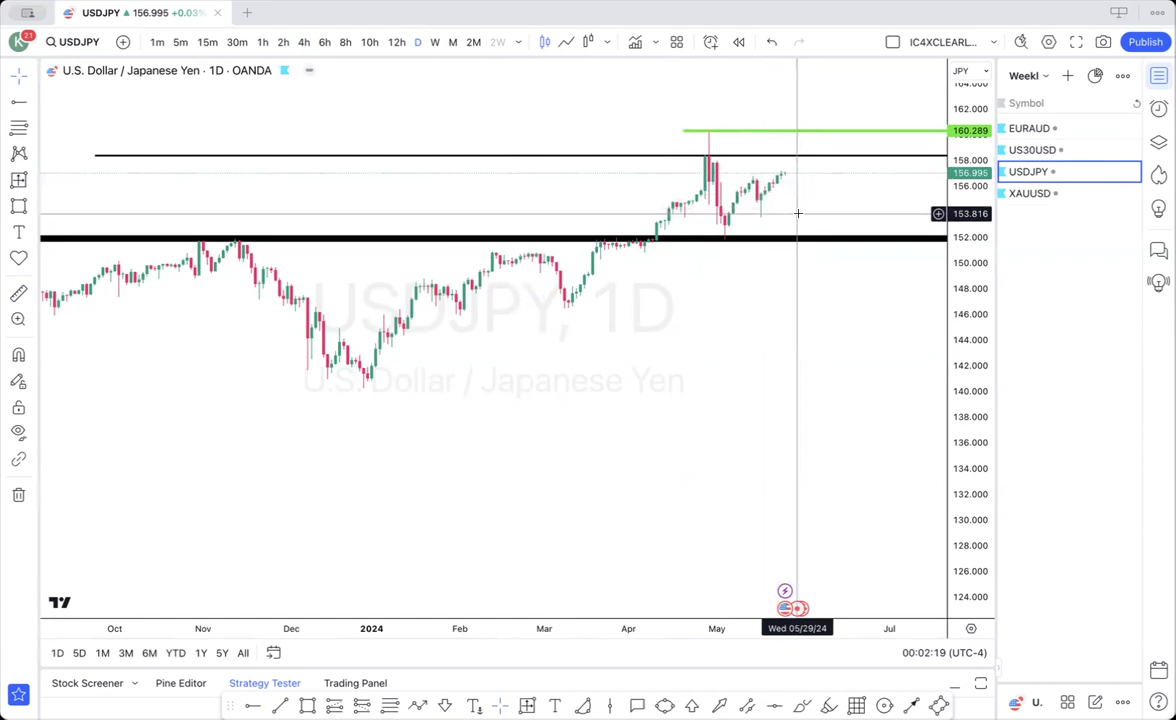 USDJPY ▲ 156.995 +0.03%
21
K
USDJPY
1m 5m 15m 30m 1h 2h 4h 6h 8h 10h 12h D W M 2M 2W
IC4XCLEARL...
Publish
U.S. Dollar / Japanese Yen · 1D · OANDA
JPY
164.000
162.000
160.289
158.000
156.995
156.000
153.816
152.000
150.000
148.000
146.000
144.000
142.000
140.000
138.000
136.000
134.000
132.000
130.000
128.000
126.000
124.000
USDJPY, 1D
U.S. Dollar / Japanese Yen
Weekl
Symbol
EURAUD
US30USD
USDJPY
XAUUSD
Oct Nov Dec 2024 Feb Mar Apr May Wed 05/29/24 Jul
1D 5D 1M 3M 6M YTD 1Y 5Y All
00:02:19 (UTC-4)
Stock Screener Pine Editor Strategy Tester Trading Panel
U.